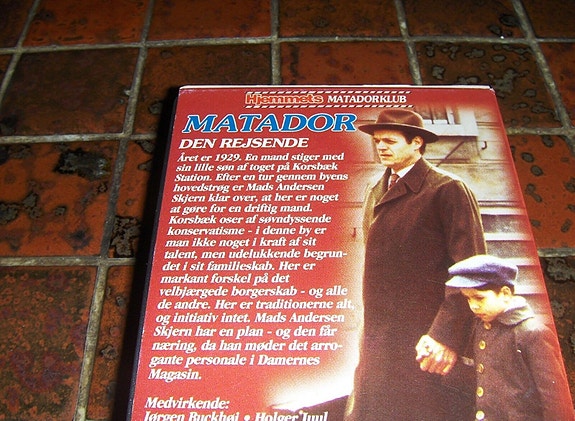 Hjemmets MATADORKLUB
MATADOR
DEN REJSENDE
Året er 1929. En mand stiger med
sin lille søn af toget på Korsbæk
Station. Efter en tur gennem byens
hovedstrøg er Mads Andersen
Skjern klar over, at her er noget
at gøre for en driftig mand.
Korsbæk oser af søvndyssende
konservatisme - i denne by er
man ikke noget i kraft af sit
talent, men udelukkende begrun-
det i sit familieskab. Her er
markant forskel på det
velbjærgede borgerskab - og alle
de andre. Her er traditionerne alt,
og initiativ intet. Mads Andersen
Skjern har en plan - og den får
næring, da han møder det arro-
gante personale i Damernes
Magasin.
Medvirkende:
Jørgen Buckhøj • Holger Juul